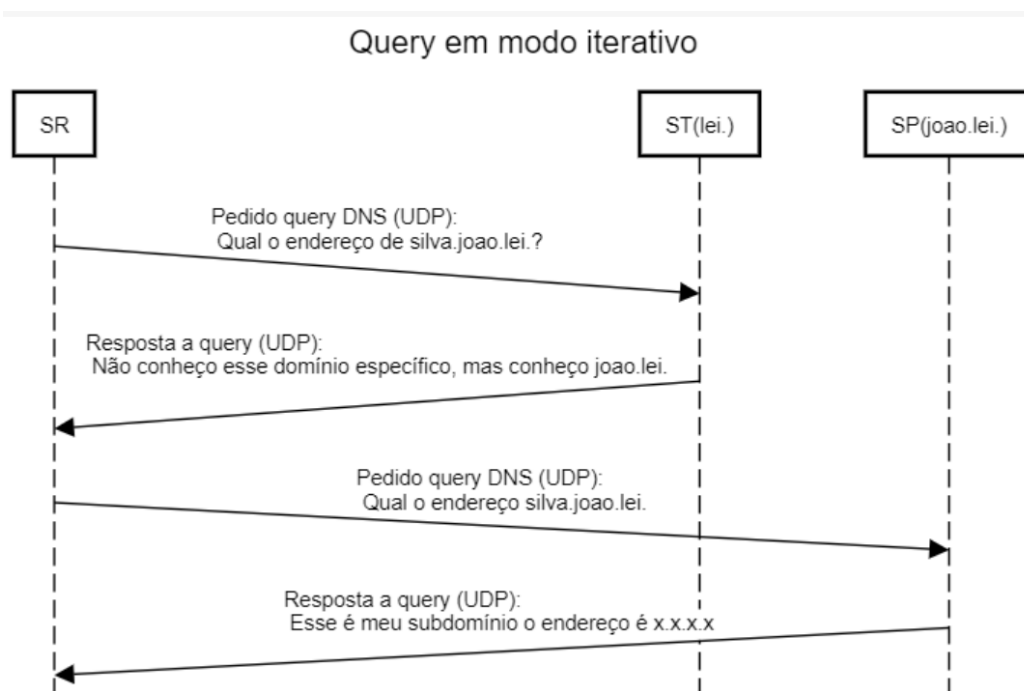 Query em modo iterativo
SR
ST(lei.)
SP(joao.lei.)
Pedido query DNS (UDP):
Qual o endereço de silva.joao.lei.?
Resposta a query (UDP):
Não conheço esse domínio específico, mas conheço joao.lei.
Pedido query DNS (UDP):
Qual o endereço silva.joao.lei.
Resposta a query (UDP):
Esse é meu subdomínio o endereço é x.x.x.x